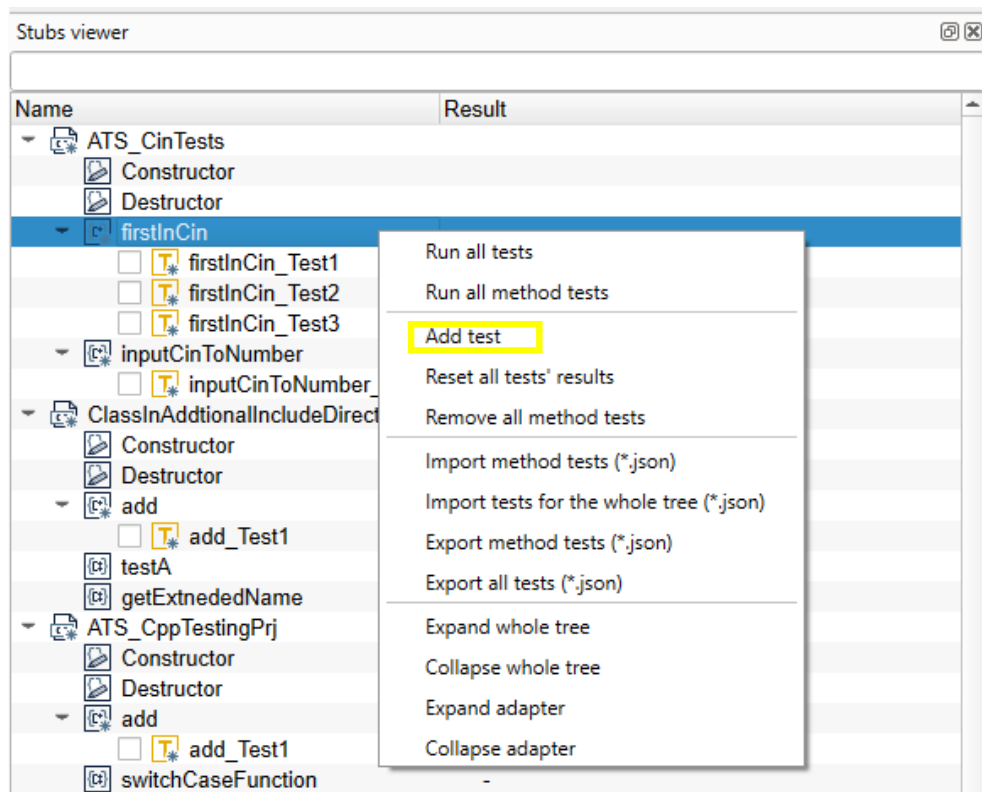 Stubs viewer
Name Result
ATS_CinTests
Constructor
Destructor
firstInCin
firstInCin_Test1
firstInCin_Test2
firstInCin_Test3
inputCinToNumber
inputCinToNumber_
ClassInAddtionalIncludeDirect
Constructor
Destructor
add
add_Test1
testA
getExtnededName
ATS_CppTestingPrj
Constructor
Destructor
add
add_Test1
switchCaseFunction -
Run all tests
Run all method tests
Add test
Reset all tests' results
Remove all method tests
Import method tests (*.json)
Import tests for the whole tree (*.json)
Export method tests (*.json)
Export all tests (*.json)
Expand whole tree
Collapse whole tree
Expand adapter
Collapse adapter